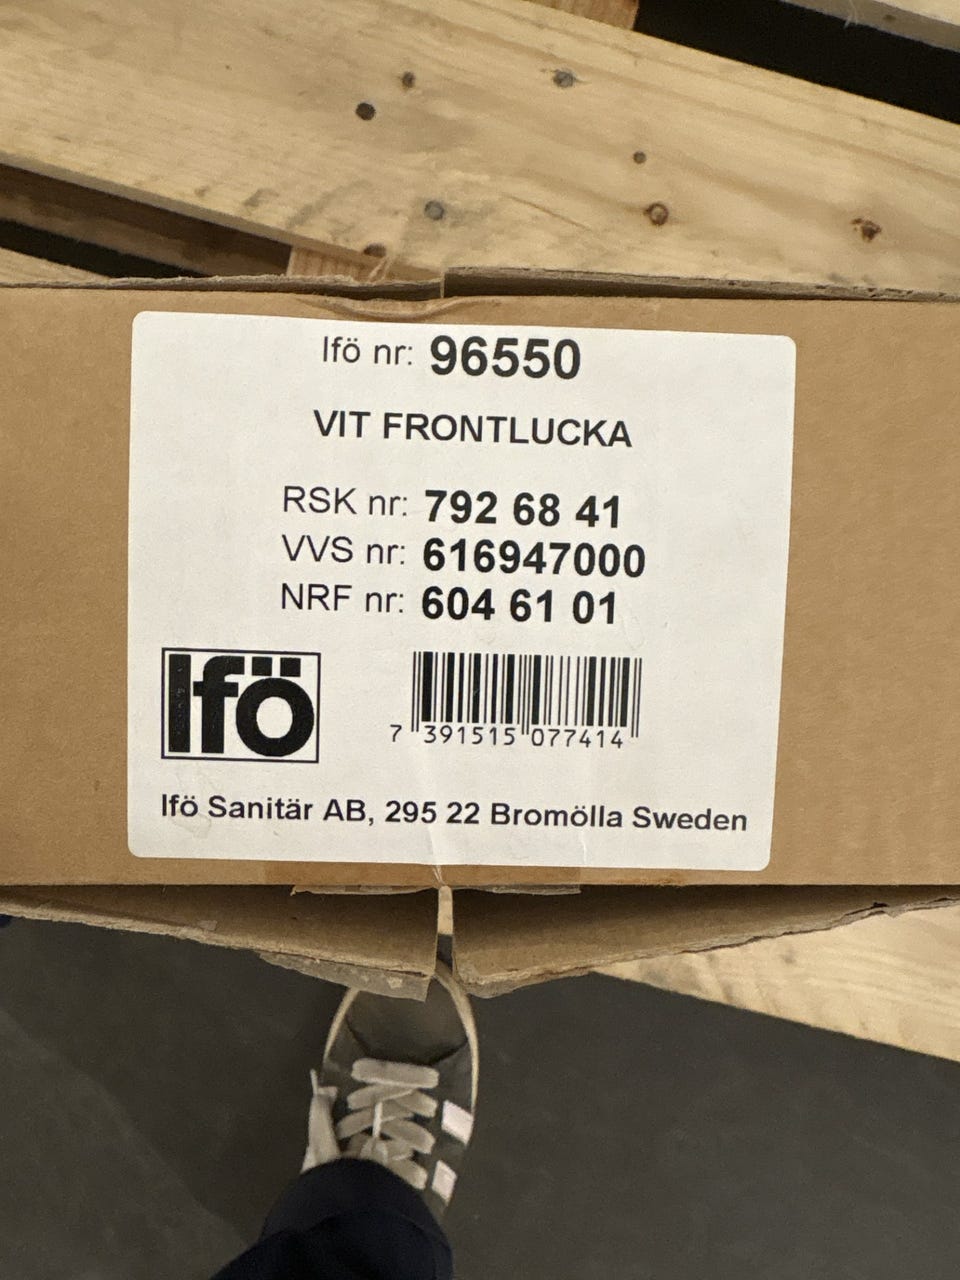 Ifö nr: 96550
VIT FRONTLUCKA
RSK nr: 792 68 41
VVS nr: 616947000
NRF nr: 604 61 01
Ifö
7 391515 077414
Ifö Sanitär AB, 295 22 Bromölla Sweden